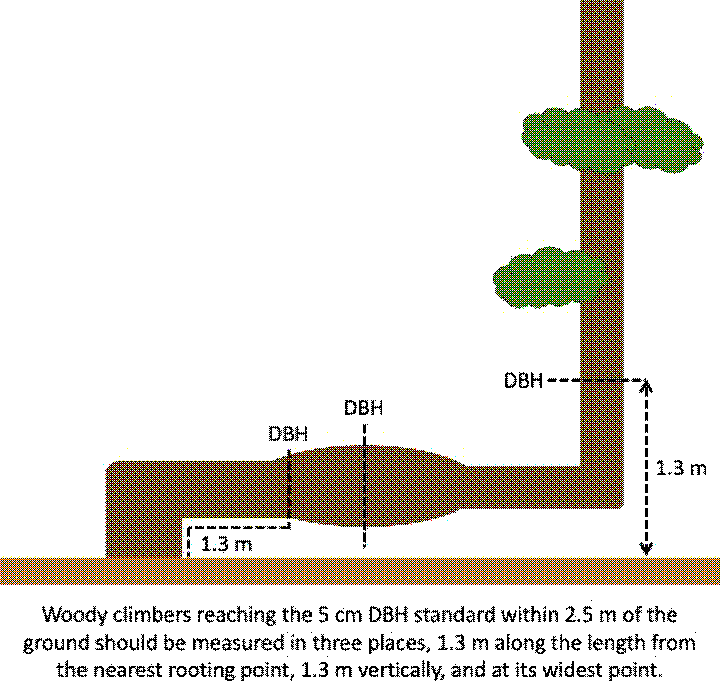 DBH
DBH
DBH
1.3 m
1.3 m
Woody climbers reaching the 5 cm DBH standard within 2.5 m of the
ground should be measured in three places, 1.3 m along the length from
the nearest rooting point, 1.3 m vertically, and at its widest point.